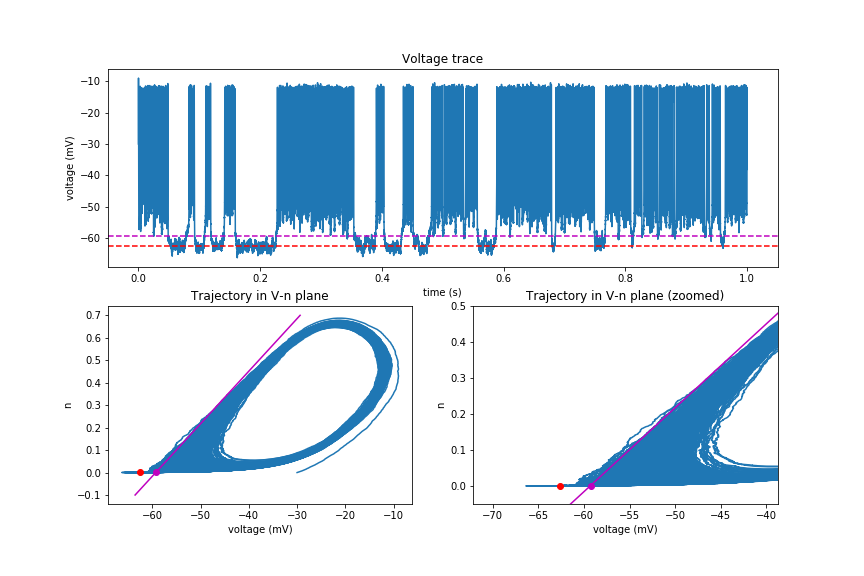 Voltage trace
−10
−20
−30
−40
−50
−60
voltage (mV)
0.0 0.2 0.4 0.6 0.8 1.0
time (s)
Trajectory in V-n plane
0.7
0.6
0.5
0.4
0.3
0.2
0.1
0.0
−0.1
n
−60 −50 −40 −30 −20 −10
voltage (mV)
Trajectory in V-n plane (zoomed)
0.5
0.4
0.3
0.2
0.1
0.0
n
−70 −65 −60 −55 −50 −45 −40
voltage (mV)